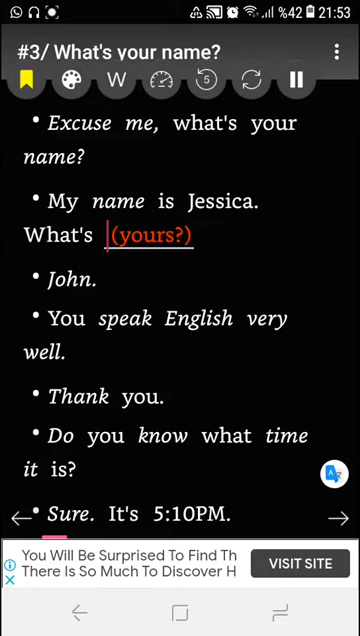 %42 21:53
#3/ What's your name?
W 5
• Excuse me, what's your
name?
• My name is Jessica.
What's (yours?)
• John.
• You speak English very
well.
• Thank you.
• Do you know what time
it is?
• Sure. It's 5:10PM.
You Will Be Surprised To Find Th
There Is So Much To Discover H
VISIT SITE